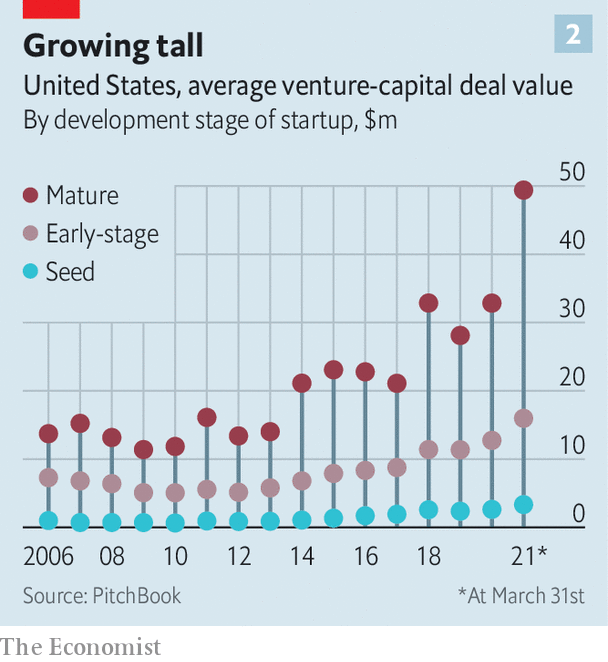 Growing tall
2
United States, average venture-capital deal value
By development stage of startup, $m
Mature
Early-stage
Seed
50
40
30
20
10
0
2006 08 10 12 14 16 18 21*
Source: PitchBook
*At March 31st
The Economist